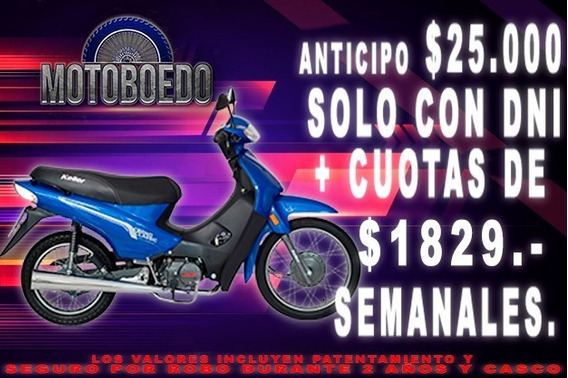 MOTOBOEDO
ANTICIPO $25.000
SOLO CON DNI
+ CUOTAS DE
$1829.-
SEMANALES.
Keller
LOS VALORES INCLUYEN PATENTAMIENTO Y
SEGURO POR ROBO DURANTE 2 AÑOS Y CASCO